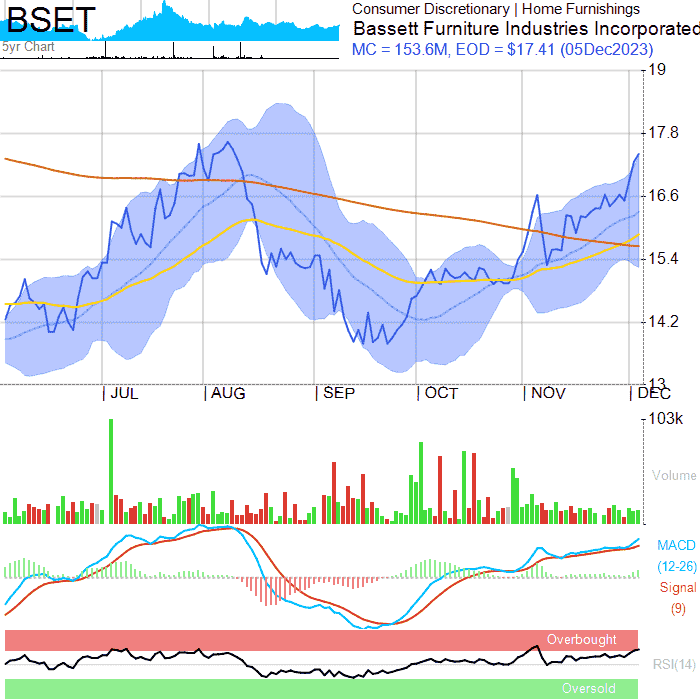 BSET
5yr Chart
Consumer Discretionary | Home Furnishings
Bassett Furniture Industries Incorporated
MC = 153.6M, EOD = $17.41 (05Dec2023)
19
17.8
16.6
15.4
14.2
13
| JUL | AUG | SEP | OCT | NOV | DEC
103k
Volume
MACD
(12-26)
Signal
(9)
Overbought
RSI(14)
Oversold